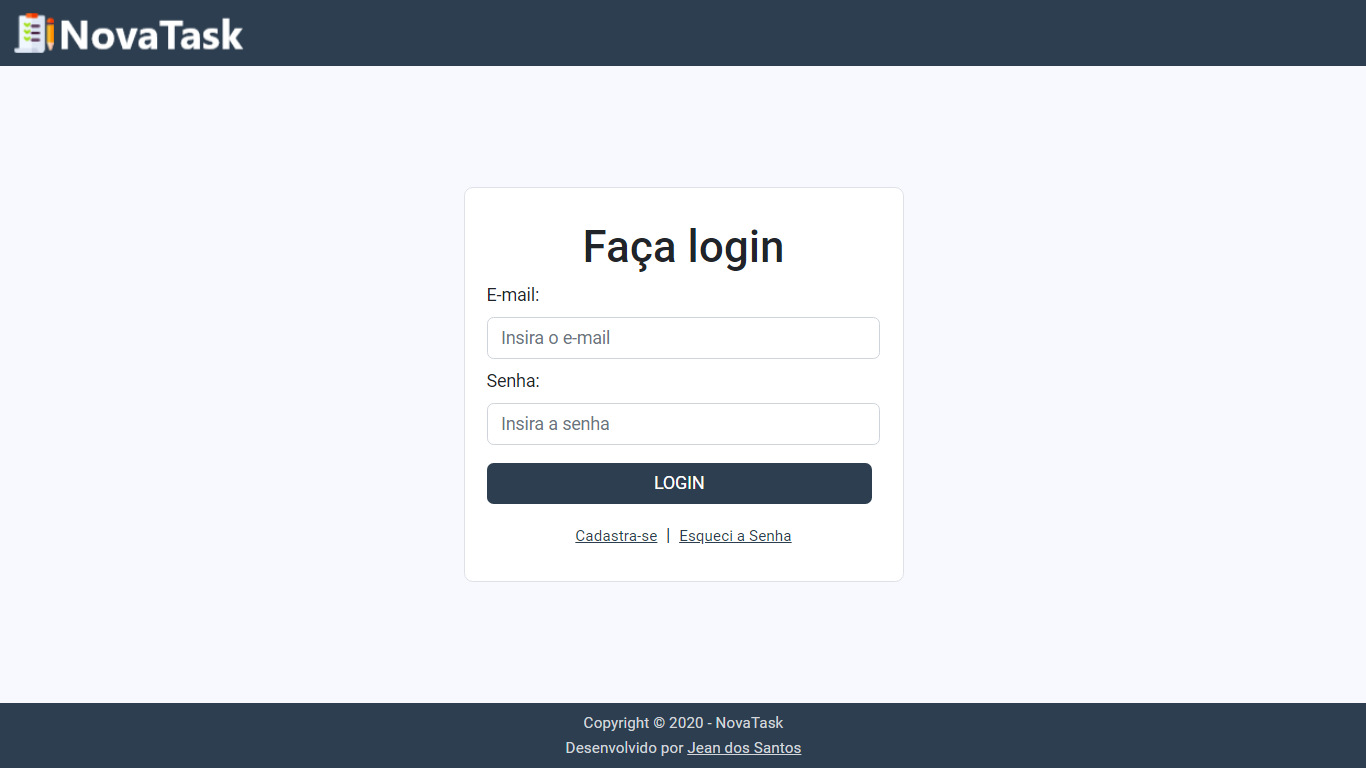 NovaTask
Faça login
E-mail:
Insira o e-mail
Senha:
Insira a senha
LOGIN
Cadastra-se | Esqueci a Senha
Copyright © 2020 - NovaTask
Desenvolvido por Jean dos Santos